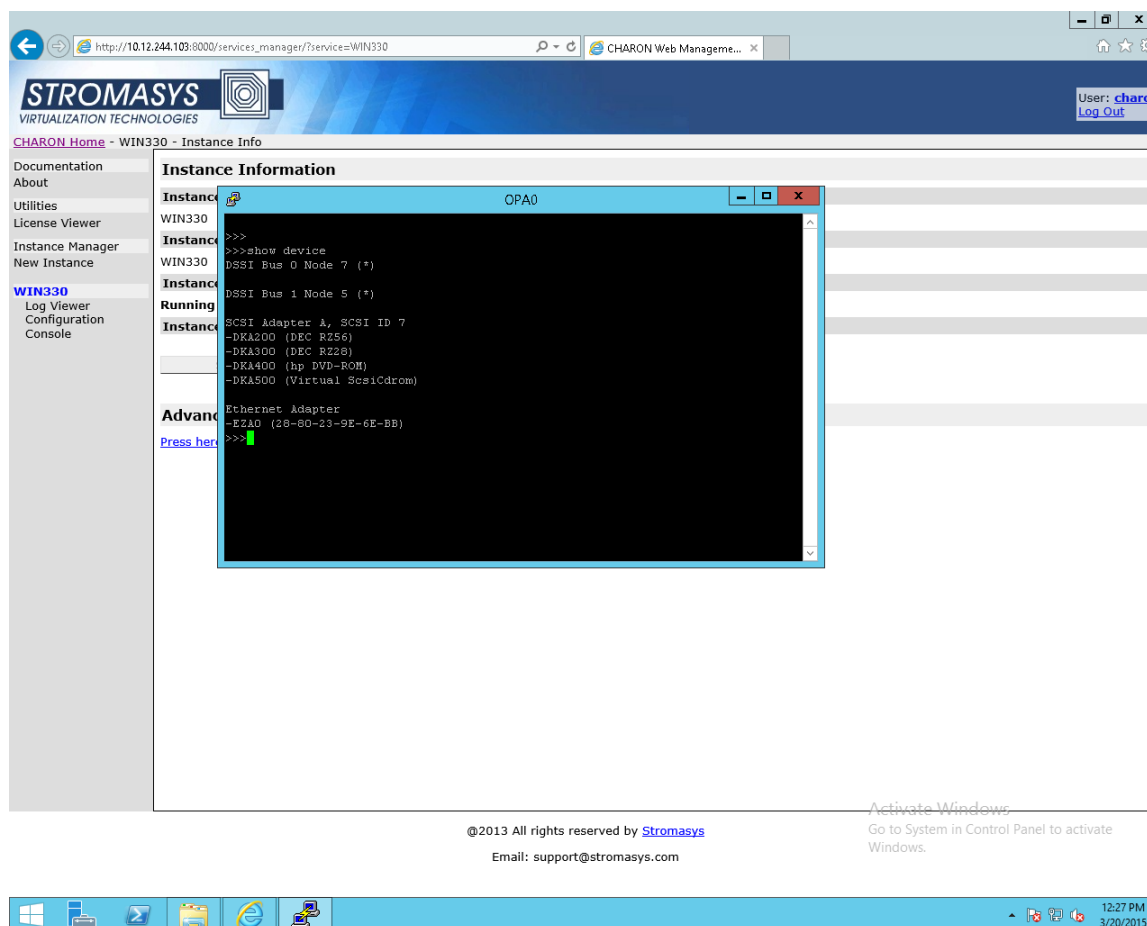 http://10.12.244.103:8000/services_manager/?service=WIN330
CHARON Web Manageme...
STROMASYS
VIRTUALIZATION TECHNOLOGIES
User:
Log Out
CHARON Home - WIN330 - Instance Info
Documentation
About
Utilities
License Viewer
Instance Manager
New Instance
WIN330
Log Viewer
Configuration
Console
Instance Information
Instance
WIN330
Instance
WIN330
Instance
Running
Instance
Press here
OPA0
>>>
>>>show device
DSSI Bus 0 Node 7 (*)
DSSI Bus 1 Node 5 (*)
SCSI Adapter A, SCSI ID 7
-DKA200 (DEC RZ56)
-DKA300 (DEC RZ28)
-DKA400 (hp DVD-ROM)
-DKA500 (Virtual ScsiCdrom)
Ethernet Adapter
-EZA0 (28-80-23-9E-6E-BB)
>>>
@2013 All rights reserved by Stromasys
Email: support@stromasys.com
Activate Windows
Go to System in Control Panel to activate
Windows.
12:27 PM
3/20/2015